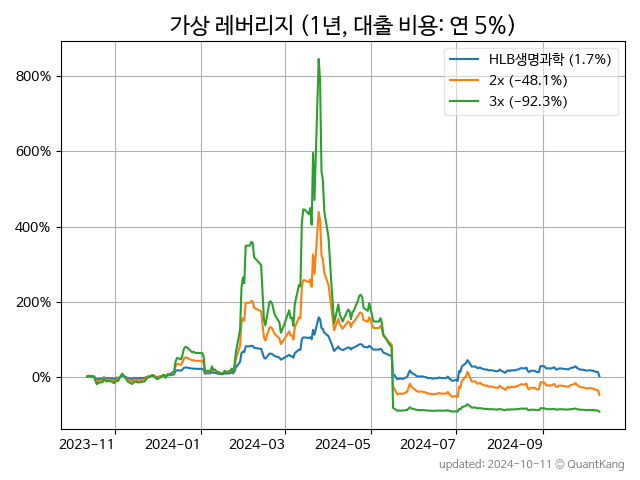 가상 레버리지 (1년, 대출 비용: 연 5%)
HLB생명과학 (1.7%)
2x (−48.1%)
3x (−92.3%)
800%
600%
400%
200%
0%
2023-11
2024-01
2024-03
2024-05
2024-07
2024-09
updated: 2024-10-11 © QuantKang